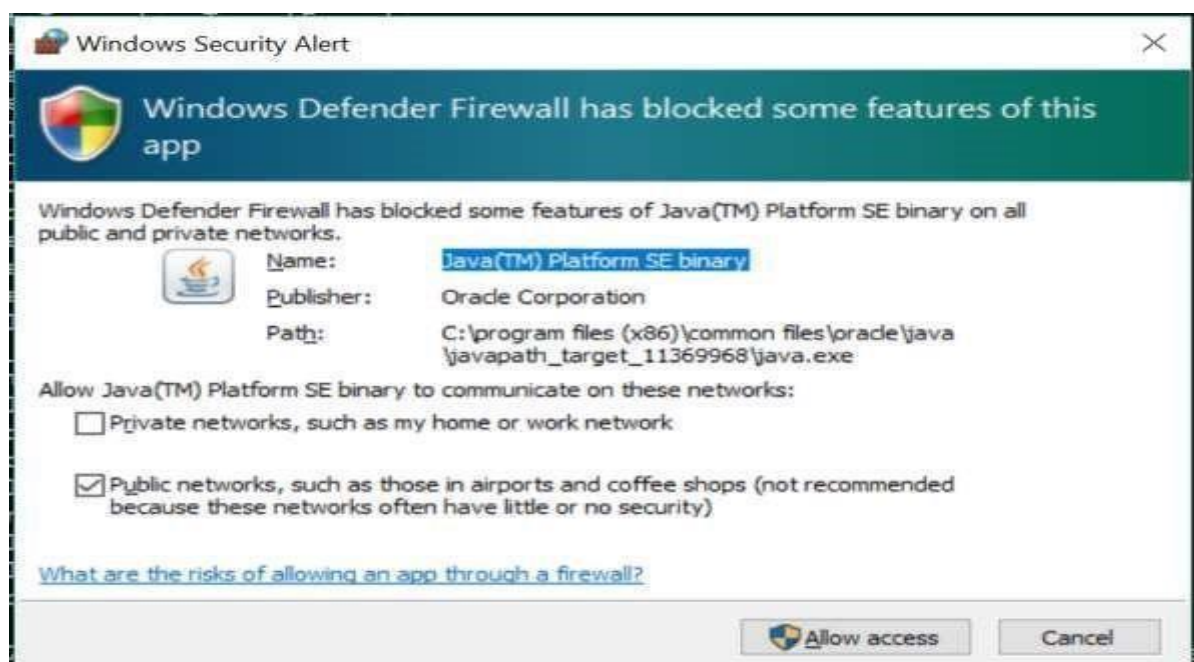 Windows Security Alert
Windows Defender Firewall has blocked some features of this
app
Windows Defender Firewall has blocked some features of Java(TM) Platform SE binary on all
public and private networks.
Name: Java(TM) Platform SE binary
Publisher: Oracle Corporation
Path: C:\program files (x86)\common files\oracle\java
\javapath_target_11369968\java.exe
Allow Java(TM) Platform SE binary to communicate on these networks:
Private networks, such as my home or work network
Public networks, such as those in airports and coffee shops (not recommended
because these networks often have little or no security)
What are the risks of allowing an app through a firewall?
Allow access Cancel